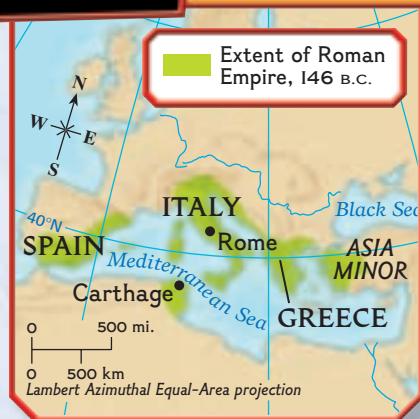 Extent of Roman
Empire, 146 B.C.
N
W
E
S
40°N
ITALY
Rome
Black Sea
SPAIN
ASIA
MINOR
Mediterranean Sea
Carthage
GREECE
0 500 mi.
0 500 km
Lambert Azimuthal Equal-Area projection